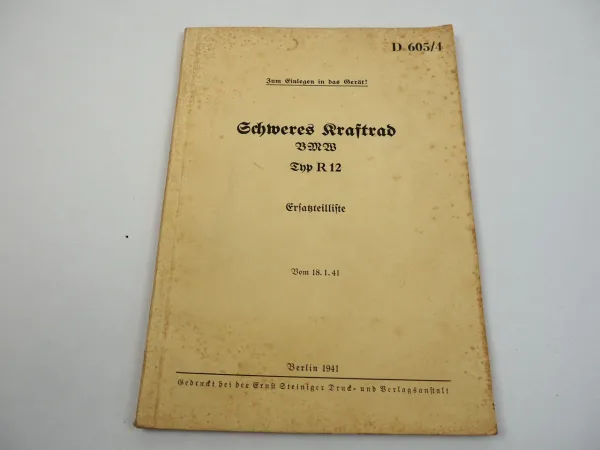 D 605/4
Zum Einlegen in das Gerät!
Schweres Kraftrad
BMW
Typ R 12
Ersatzteilliste
Vom 18. 1. 41
Berlin 1941
Gedruckt bei der Ernst Steiniger Druck- und Verlagsanstalt